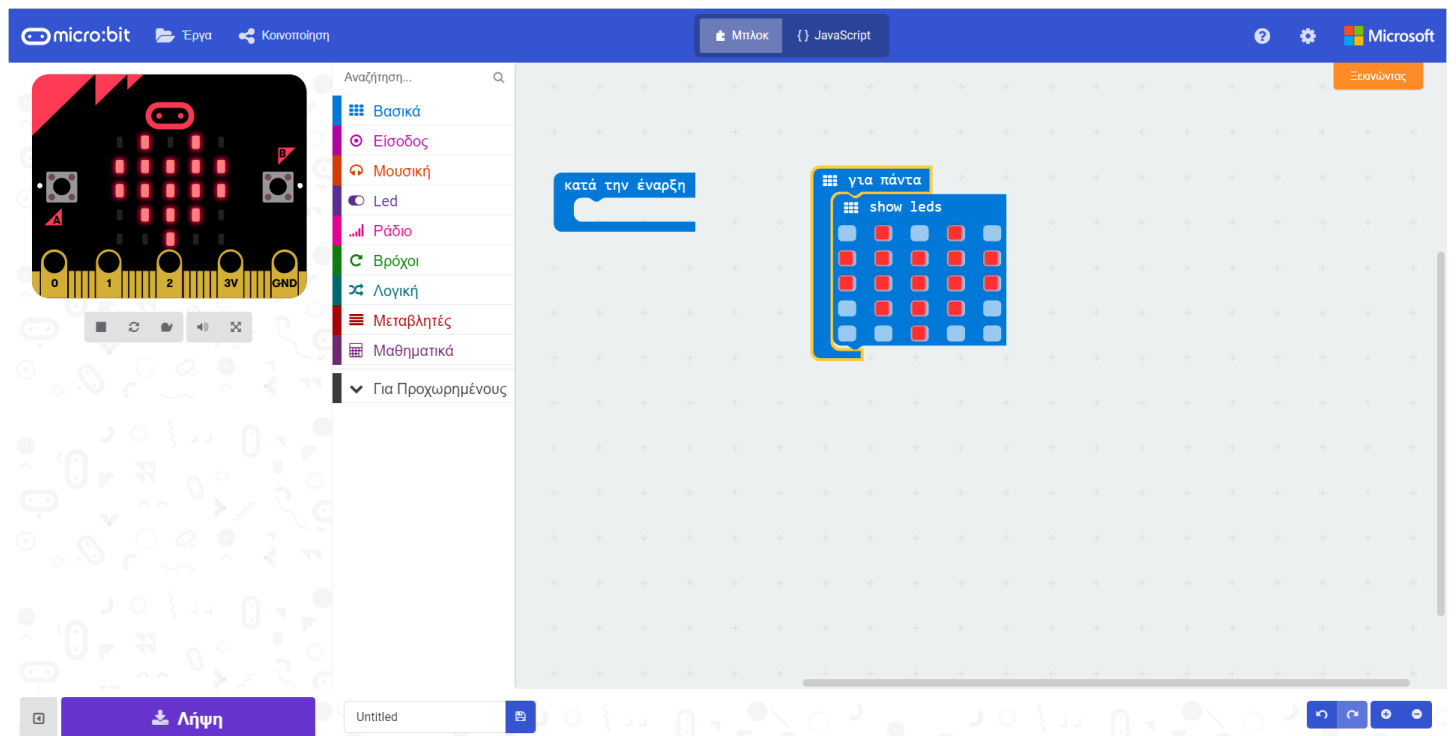 micro:bit
Έργα
Κοινοποίηση
Μπλοκ
{} JavaScript
Microsoft
Αναζήτηση...
Ξεκινώντας
Βασικά
Είσοδος
Μουσική
Led
Ράδιο
Βρόχοι
Λογική
Μεταβλητές
Μαθηματικά
Για Προχωρημένους
B
A
0 1 2 3V GND
κατά την έναρξη
για πάντα
show leds
Λήψη
Untitled